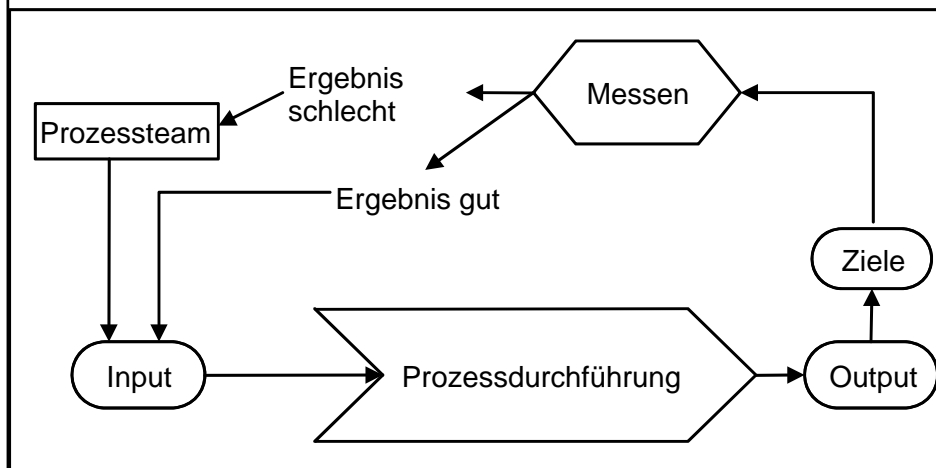 Ergebnis
schlecht
Messen
Prozessteam
Ergebnis gut
Ziele
Input
Prozessdurchführung
Output